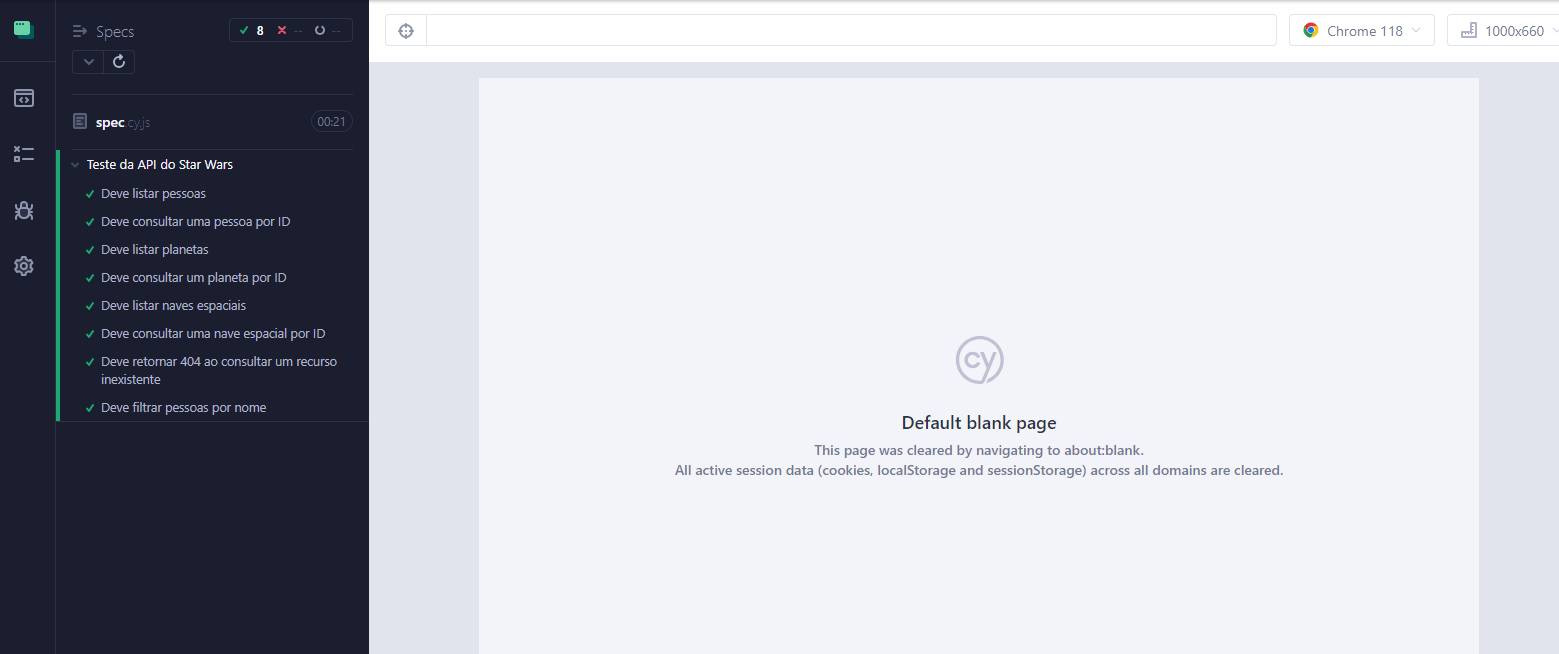 Specs
8 -- --
spec.cy.js
00:21
Teste da API do Star Wars
Deve listar pessoas
Deve consultar uma pessoa por ID
Deve listar planetas
Deve consultar um planeta por ID
Deve listar naves espaciais
Deve consultar uma nave espacial por ID
Deve retornar 404 ao consultar um recurso
inexistente
Deve filtrar pessoas por nome
Chrome 118
1000x660
cy
Default blank page
This page was cleared by navigating to about:blank.
All active session data (cookies, localStorage and sessionStorage) across all domains are cleared.